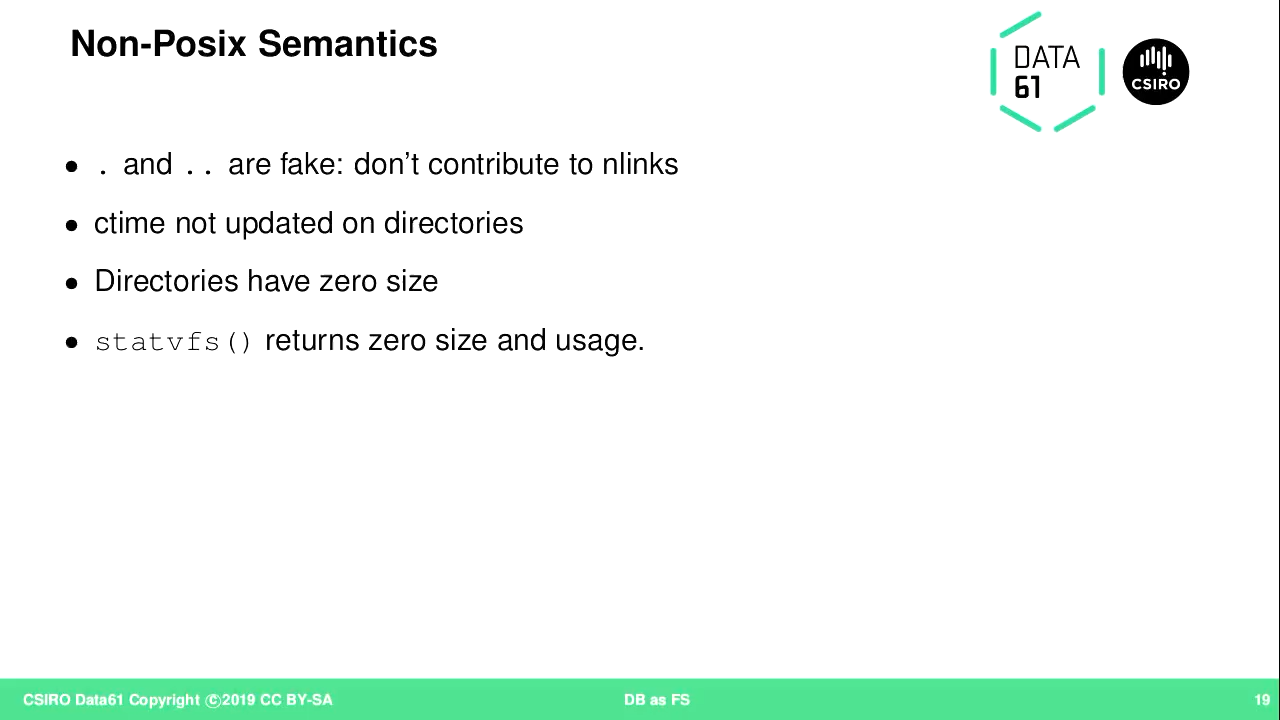 Non-Posix Semantics
DATA
61
CSIRO
• . and .. are fake: don't contribute to nlinks
• ctime not updated on directories
• Directories have zero size
• statvfs() returns zero size and usage.
CSIRO Data61 Copyright ©2019 CC BY-SA
DB as FS
19